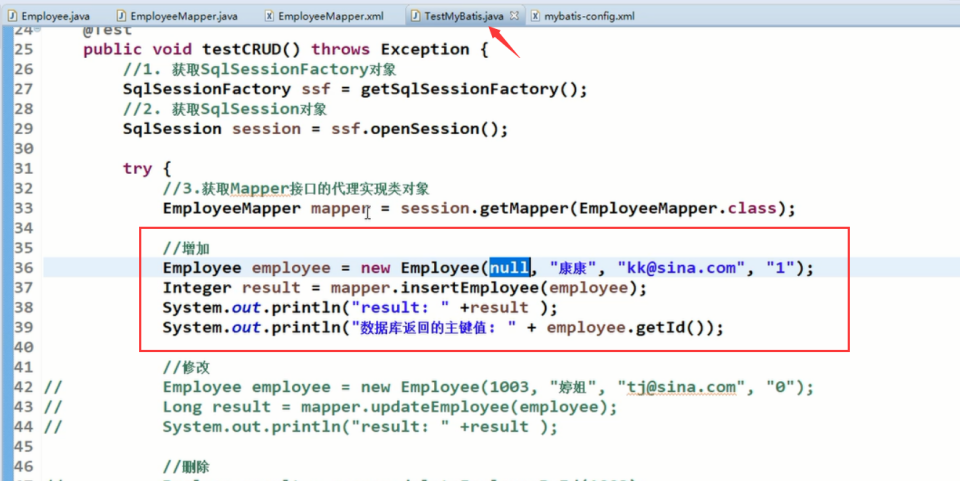 Employee.java EmployeeMapper.java EmployeeMapper.xml TestMyBatis.java mybatis-config.xml
24 @Test
25 public void testCRUD() throws Exception {
26 //1. 获取SqlSessionFactory对象
27 SqlSessionFactory ssf = getSqlSessionFactory();
28 //2. 获取SqlSession对象
29 SqlSession session = ssf.openSession();
30
31 try {
32 //3.获取Mapper接口的代理实现类对象
33 EmployeeMapper mapper = session.getMapper(EmployeeMapper.class);
34
35 //增加
36 Employee employee = new Employee(null, "康康", "kk@sina.com", "1");
37 Integer result = mapper.insertEmployee(employee);
38 System.out.println("result: " +result );
39 System.out.println("数据库返回的主键值: " + employee.getId());
40
41 //修改
42 // Employee employee = new Employee(1003, "婷姐", "tj@sina.com", "0");
43 // Long result = mapper.updateEmployee(employee);
44 // System.out.println("result: " +result );
45
46 //删除